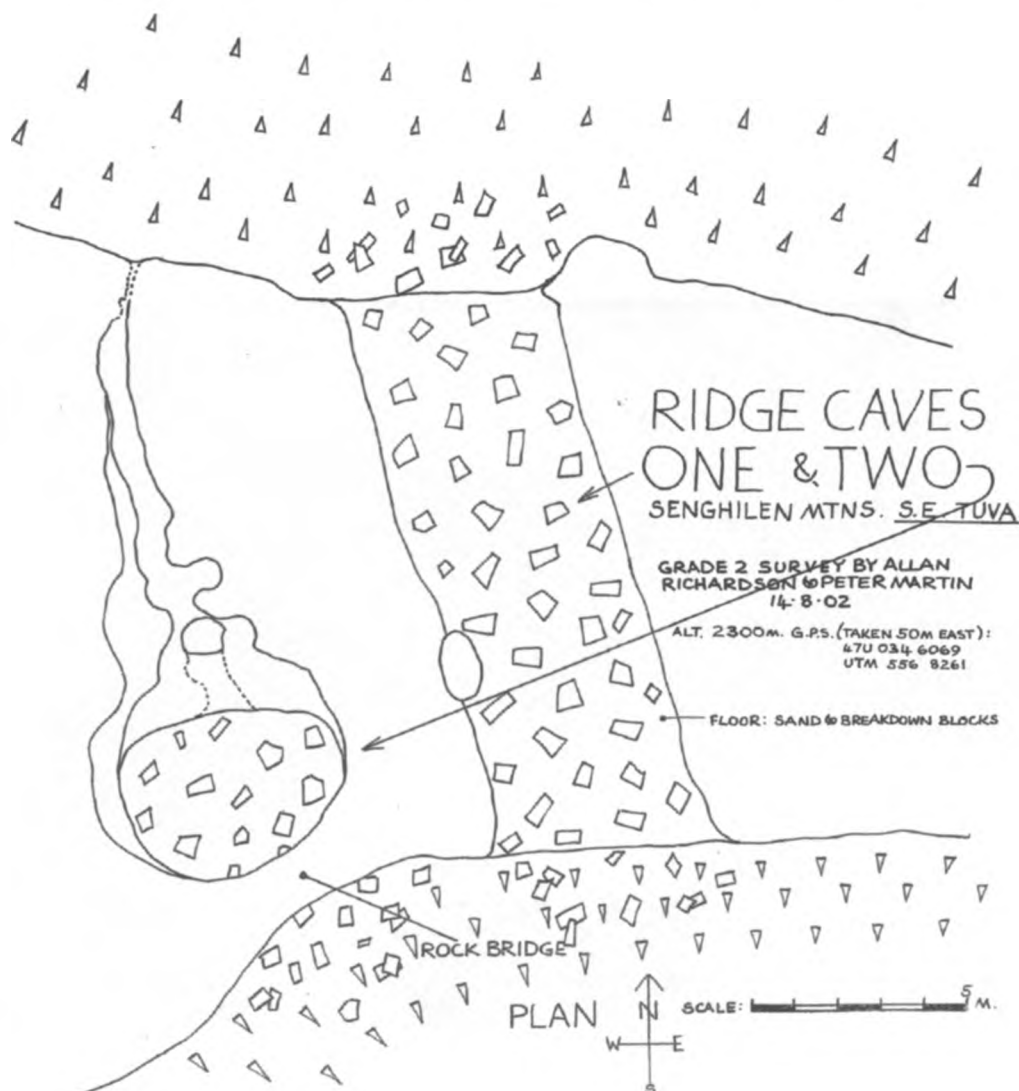 RIDGE CAVES
ONE & TWO
SENGHILEN MTNS. S.E. TUVA
GRADE 2 SURVEY BY ALLAN
RICHARDSON & PETER MARTIN
14·8·02
ALT. 2300M. G.P.S. (TAKEN 50M EAST):
47U 034 6069
UTM 556 8261
FLOOR: SAND & BREAKDOWN BLOCKS
ROCK BRIDGE
PLAN
N
W E
S
SCALE:
5
M.